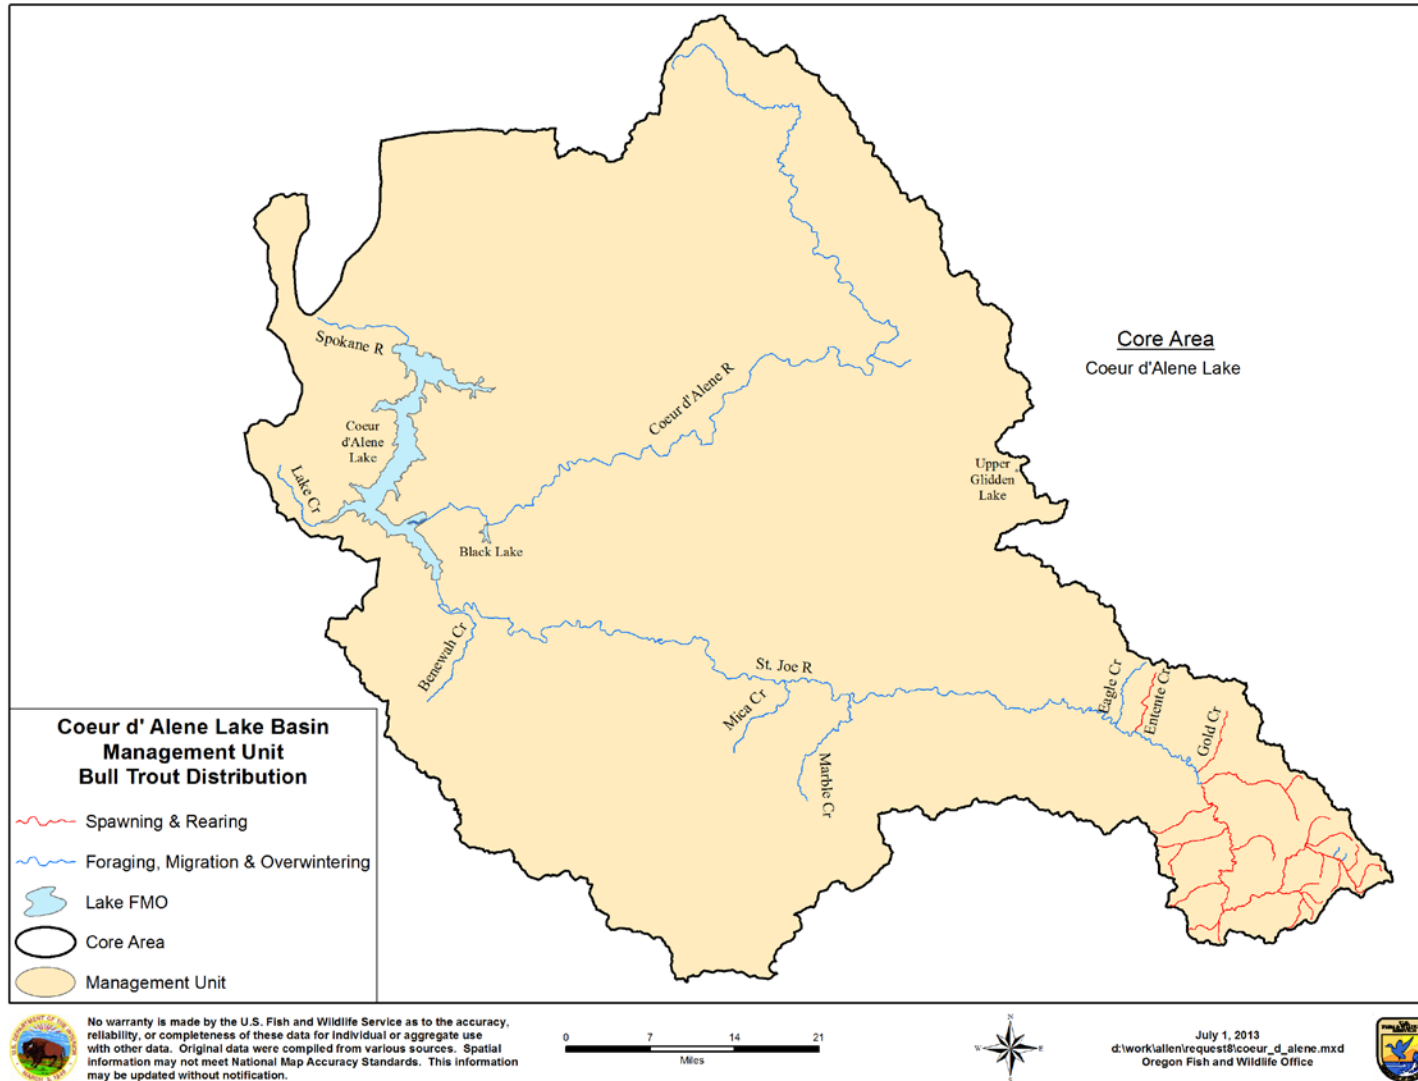 Core Area
Coeur d'Alene Lake
Spokane R
Coeur
d'Alene
Lake
Coeur d'Alene R
Lake Cr
Upper
Glidden
Lake
Black Lake
Benewah Cr
St. Joe R
Mica Cr
Marble Cr
Eagle Cr
Entente Cr
Gold Cr
Coeur d' Alene Lake Basin
Management Unit
Bull Trout Distribution
Spawning & Rearing
Foraging, Migration & Overwintering
Lake FMO
Core Area
Management Unit
No warranty is made by the U.S. Fish and Wildlife Service as to the accuracy,
reliability, or completeness of these data for individual or aggregate use
with other data. Original data were compiled from various sources. Spatial
information may not meet National Map Accuracy Standards. This information
may be updated without notification.
0 7 14 21
Miles
N
W E
S
July 1, 2013
d:\work\allen\request8\coeur_d_alene.mxd
Oregon Fish and Wildlife Office